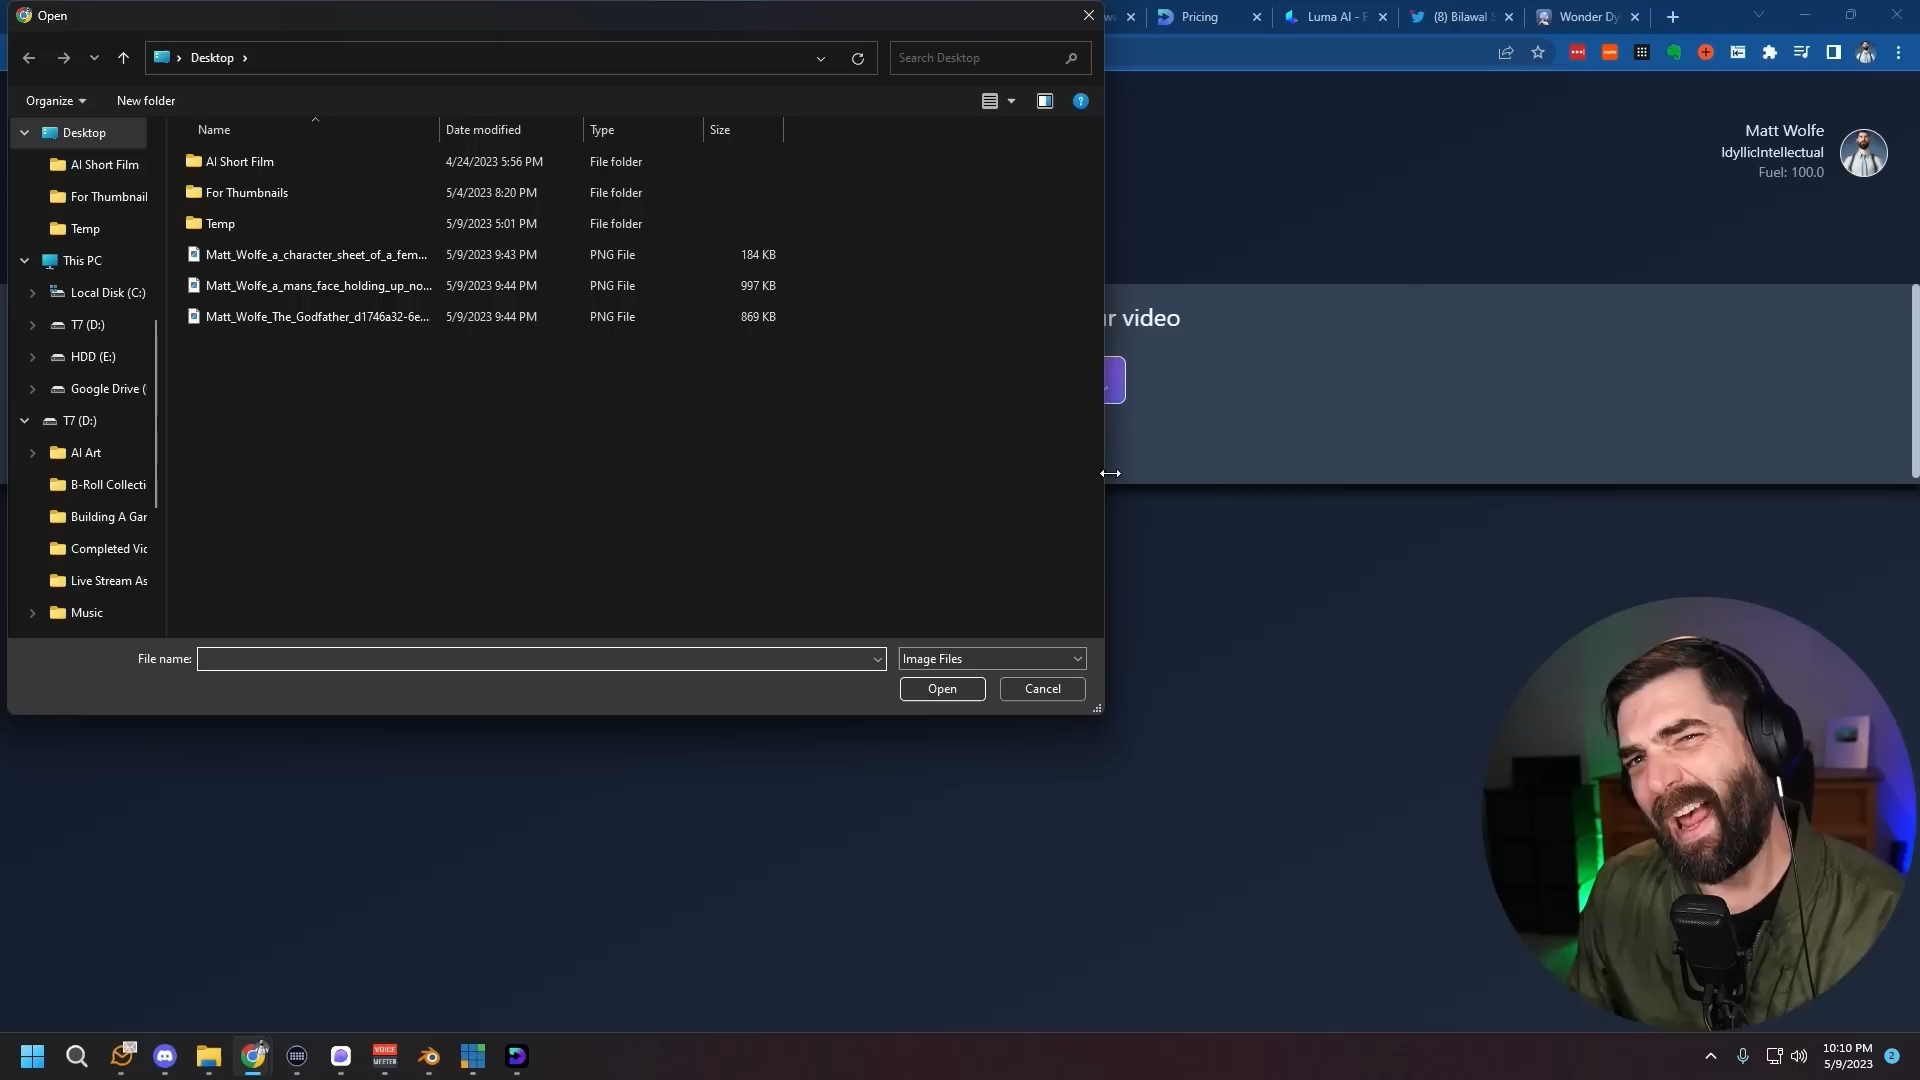 Open
Pricing
Luma AI - F
(8) Bilawal S
Wonder Dy
Desktop
Search Desktop
Organize
New folder
Name
Date modified
Type
Size
Desktop
AI Short Film
For Thumbnail
Temp
This PC
Local Disk (C:)
T7 (D:)
HDD (E:)
Google Drive (
T7 (D:)
AI Art
B-Roll Collecti
Building A Gar
Completed Vic
Live Stream As
Music
AI Short Film 4/24/2023 5:56 PM File folder
For Thumbnails 5/4/2023 8:20 PM File folder
Temp 5/9/2023 5:01 PM File folder
Matt_Wolfe_a_character_sheet_of_a_fem... 5/9/2023 9:43 PM PNG File 184 KB
Matt_Wolfe_a_mans_face_holding_up_no... 5/9/2023 9:44 PM PNG File 997 KB
Matt_Wolfe_The_Godfather_d1746a32-6e... 5/9/2023 9:44 PM PNG File 869 KB
File name:
Image Files
Open
Cancel
Matt Wolfe
IdyllicIntellectual
Fuel: 100.0
ir video
VOICE
MEETER
10:10 PM
5/9/2023
2